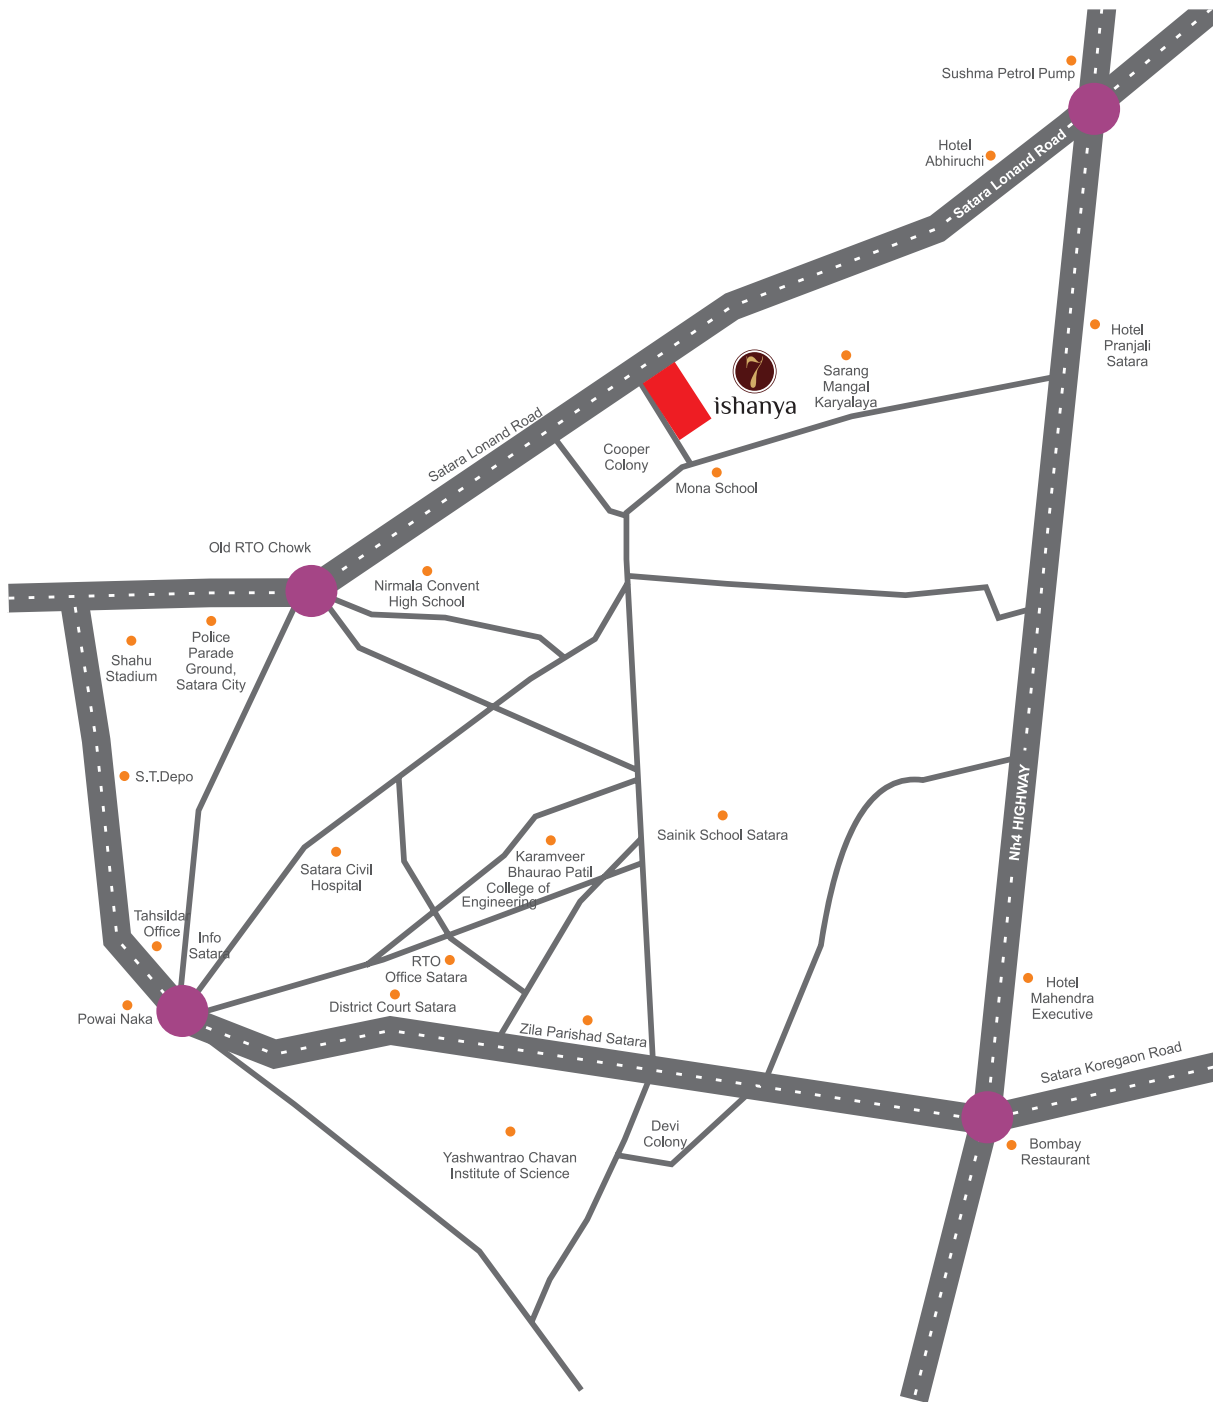 Sushma Petrol Pump
Hotel
Abhiruchi
Satara Lonand Road
Hotel
Pranjali
Satara
7
ishanya
Sarang
Mangal
Karyalaya
Satara Lonand Road
Cooper
Colony
Mona School
Old RTO Chowk
Nirmala Convent
High School
Police
Parade
Ground,
Satara City
Shahu
Stadium
S.T.Depo
Nh4 HIGHWAY
Sainik School Satara
Karamveer
Bhaurao Patil
College of
Engineering
Satara Civil
Hospital
Tahsildar
Office
Info
Satara
RTO
Office Satara
District Court Satara
Powai Naka
Zila Parishad Satara
Hotel
Mahendra
Executive
Satara Koregaon Road
Devi
Colony
Bombay
Restaurant
Yashwantrao Chavan
Institute of Science